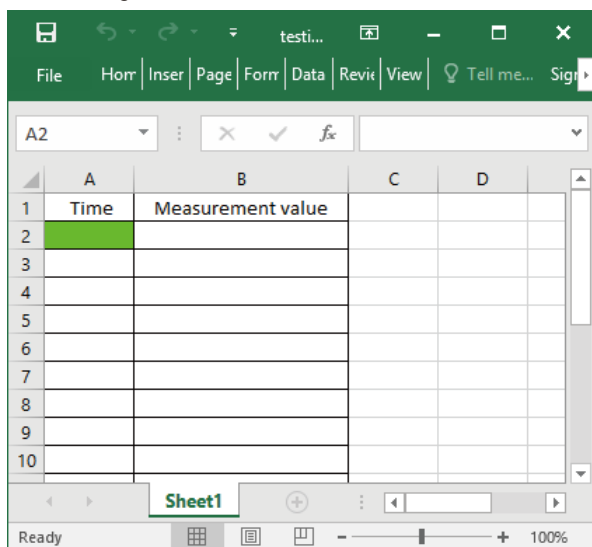 testi...
File Hom Inser Page Form Data Revie View Tell me... Sign
A2 fx
A B C D
1 Time Measurement value
2
3
4
5
6
7
8
9
10
Sheet1
Ready 100%